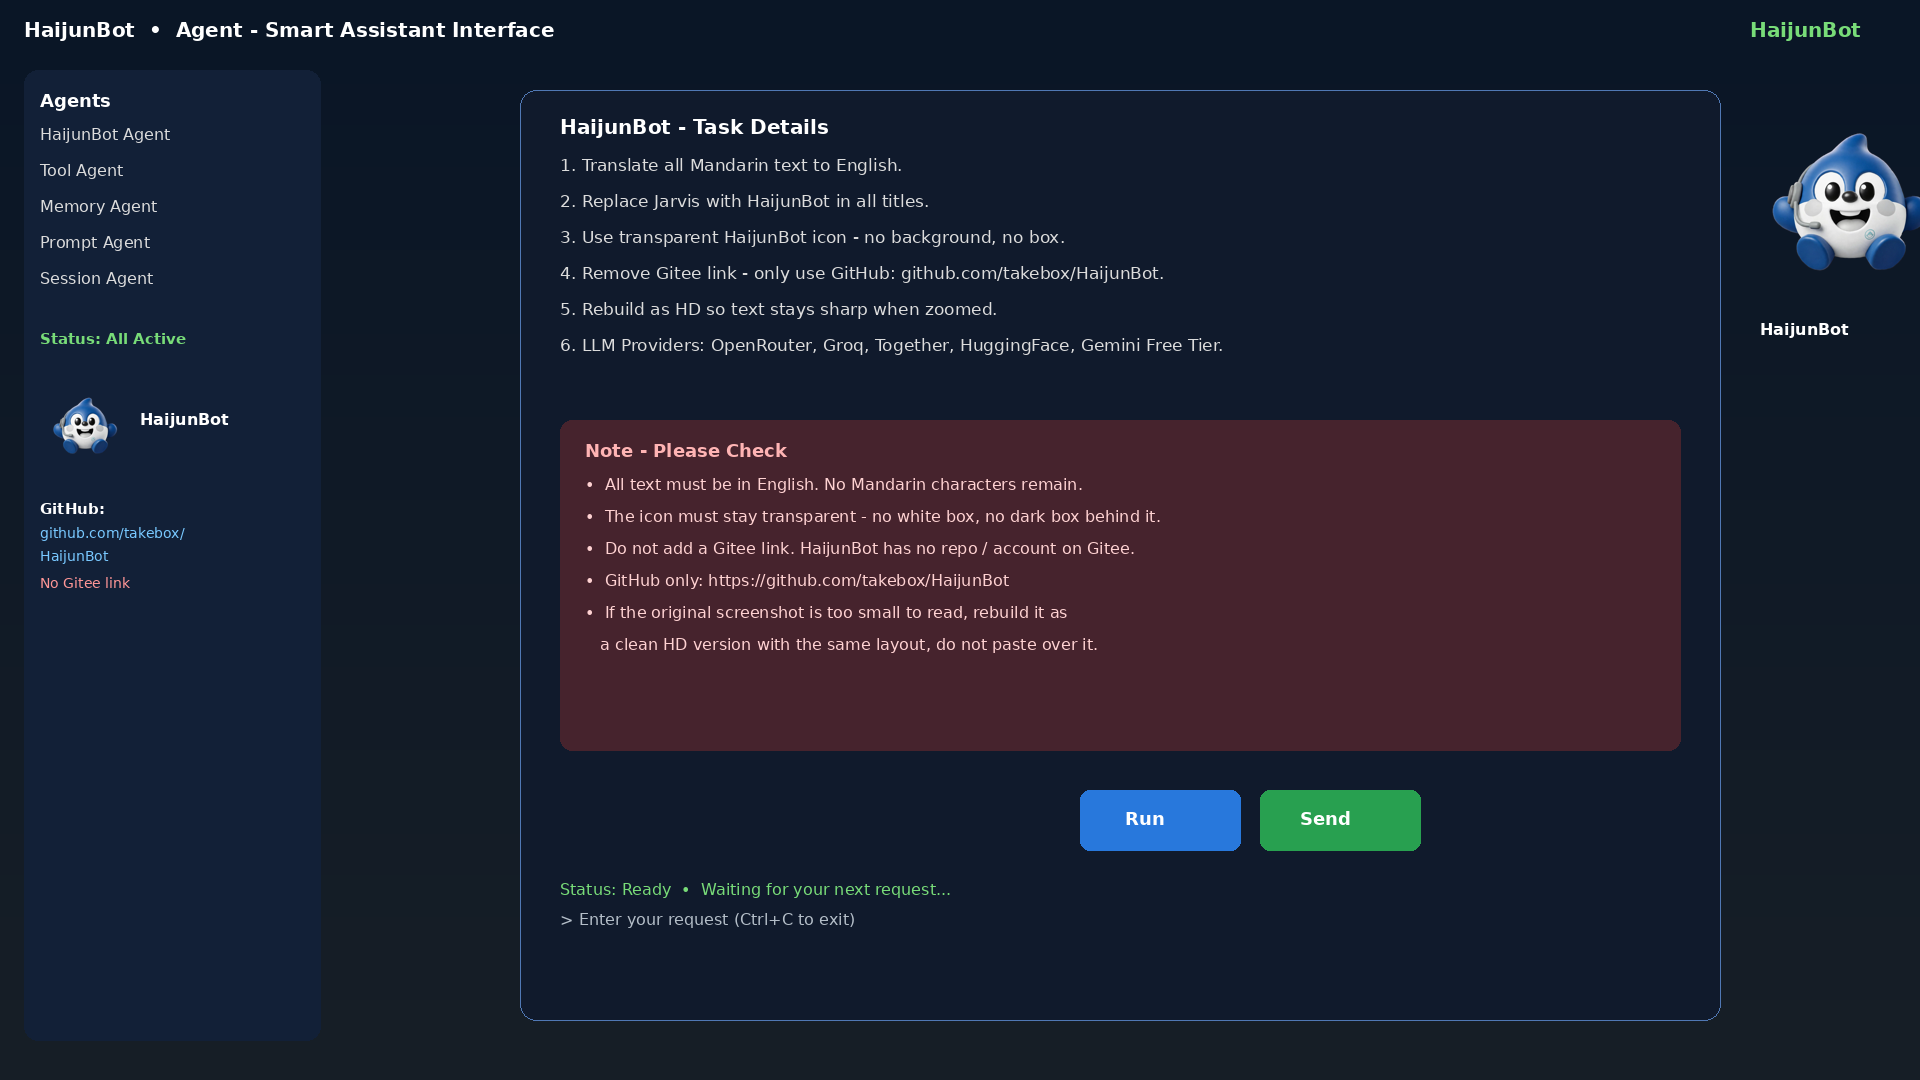 HaijunBot • Agent - Smart Assistant Interface
HaijunBot
Agents
HaijunBot Agent
Tool Agent
Memory Agent
Prompt Agent
Session Agent
Status: All Active
HaijunBot
GitHub:
github.com/takebox/
HaijunBot
No Gitee link
HaijunBot - Task Details
1. Translate all Mandarin text to English.
2. Replace Jarvis with HaijunBot in all titles.
3. Use transparent HaijunBot icon - no background, no box.
4. Remove Gitee link - only use GitHub: github.com/takebox/HaijunBot.
5. Rebuild as HD so text stays sharp when zoomed.
6. LLM Providers: OpenRouter, Groq, Together, HuggingFace, Gemini Free Tier.
Note - Please Check
• All text must be in English. No Mandarin characters remain.
• The icon must stay transparent - no white box, no dark box behind it.
• Do not add a Gitee link. HaijunBot has no repo / account on Gitee.
• GitHub only: https://github.com/takebox/HaijunBot
• If the original screenshot is too small to read, rebuild it as
a clean HD version with the same layout, do not paste over it.
Run
Send
Status: Ready • Waiting for your next request...
> Enter your request (Ctrl+C to exit)
HaijunBot